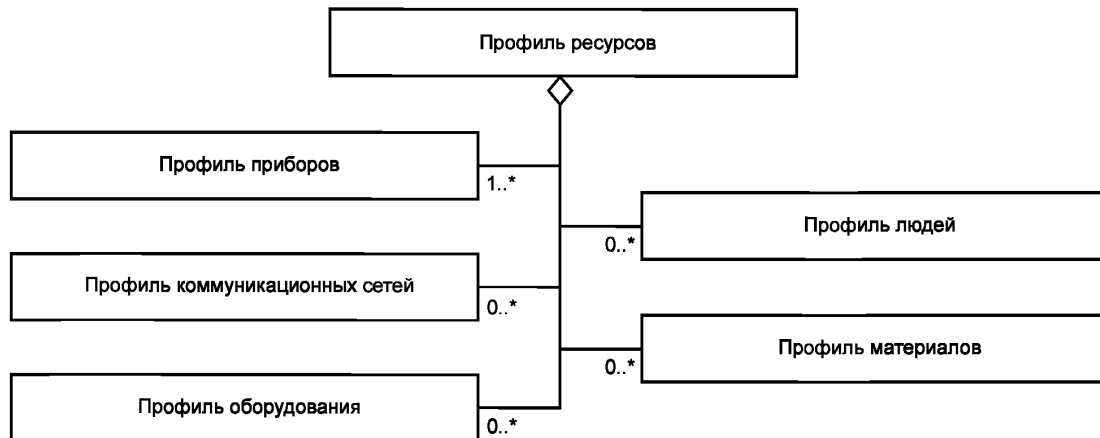 Профиль ресурсов
Профиль приборов
1..*
Профиль людей
0..*
Профиль коммуникационных сетей
0..*
Профиль материалов
0..*
Профиль оборудования
0..*